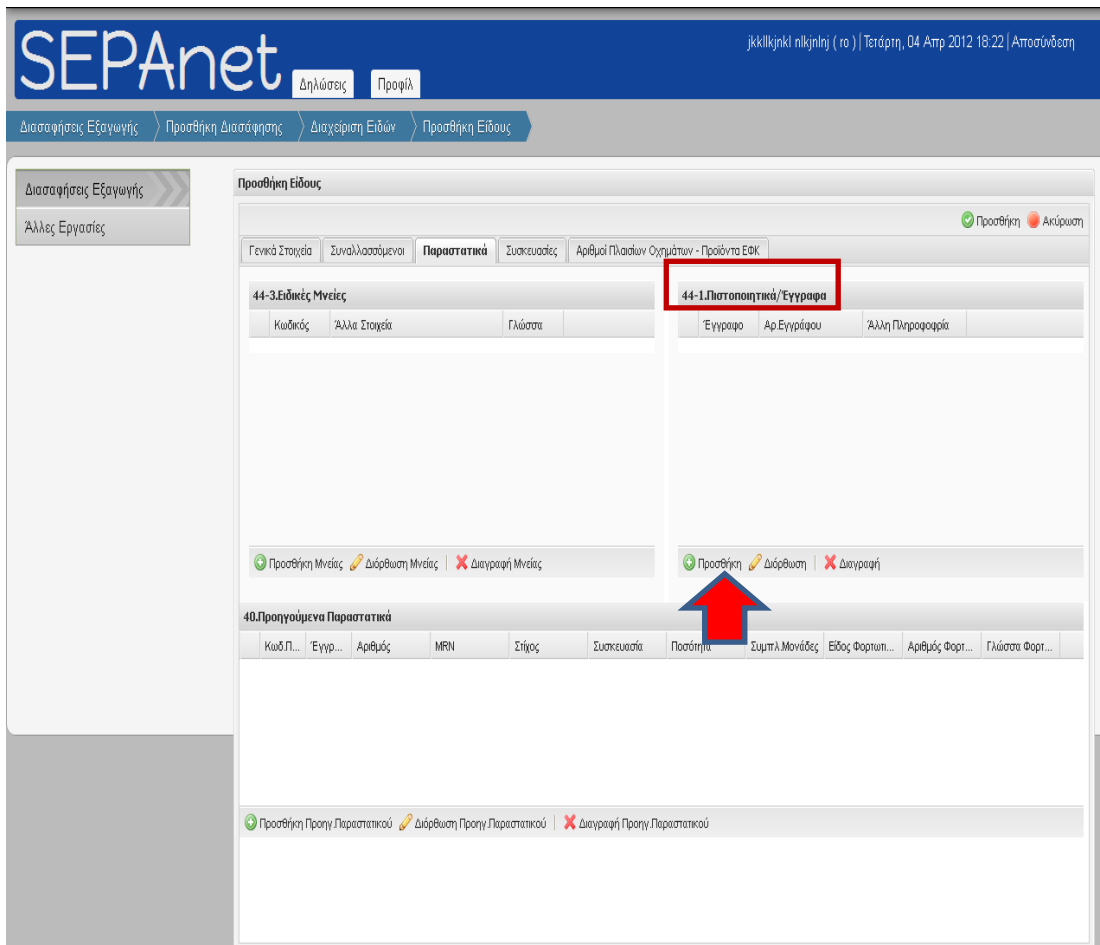 SEPAnet
jkkllkjnkl nlkjnlnj ( ro ) | Τετάρτη, 04 Απρ 2012 18:22 | Αποσύνδεση
Δηλώσεις Προφίλ
Διασαφήσεις Εξαγωγής Προσθήκη Διασάφησης Διαχείριση Ειδών Προσθήκη Είδους
Διασαφήσεις Εξαγωγής
Άλλες Εργασίες
Προσθήκη Είδους
Προσθήκη Ακύρωση
Γενικά Στοιχεία Συναλλασσόμενοι Παραστατικά Συσκευασίες Αριθμοί Πλαισίων Οχημάτων - Προϊόντα ΕΦΚ
44-3.Ειδικές Μνείες
Κωδικός Άλλα Στοιχεία Γλώσσα
Προσθήκη Μνείας Διόρθωση Μνείας | Διαγραφή Μνείας
44-1.Πιστοποιητικά/Έγγραφα
Έγγραφο Αρ.Εγγράφου Άλλη Πληροφοφρία
Προσθήκη Διόρθωση | Διαγραφή
40.Προηγούμενα Παραστατικά
Κωδ.Π... Έγγρ... Αριθμός MRN Στίχος Συσκευασία Ποσότητα Συμπλ.Μονάδες Είδος Φορτωτι... Αριθμός Φορτ... Γλώσσα Φορτ...
Προσθήκη Προηγ.Παραστατικού Διόρθωση Προηγ.Παραστατικού | Διαγραφή Προηγ.Παραστατικού